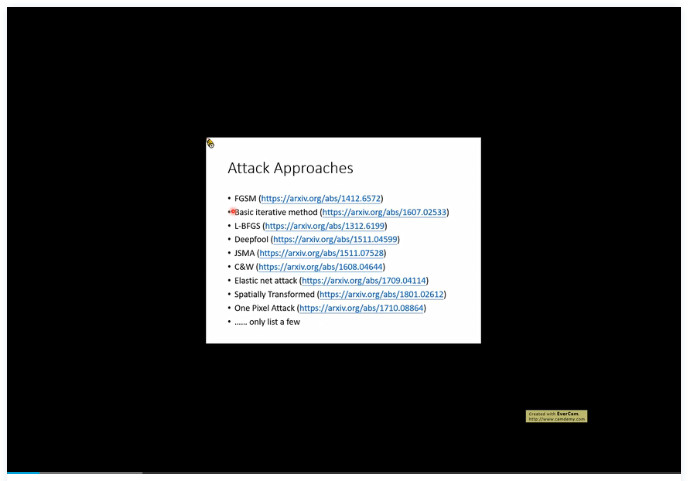 Attack Approaches
• FGSM (https://arxiv.org/abs/1412.6572)
• Basic iterative method (https://arxiv.org/abs/1607.02533)
• L-BFGS (https://arxiv.org/abs/1312.6199)
• Deepfool (https://arxiv.org/abs/1511.04599)
• JSMA (https://arxiv.org/abs/1511.07528)
• C&W (https://arxiv.org/abs/1608.04644)
• Elastic net attack (https://arxiv.org/abs/1709.04114)
• Spatially Transformed (https://arxiv.org/abs/1801.02612)
• One Pixel Attack (https://arxiv.org/abs/1710.08864)
• ...... only list a few
Created with EverCam
http://www.camdemy.com